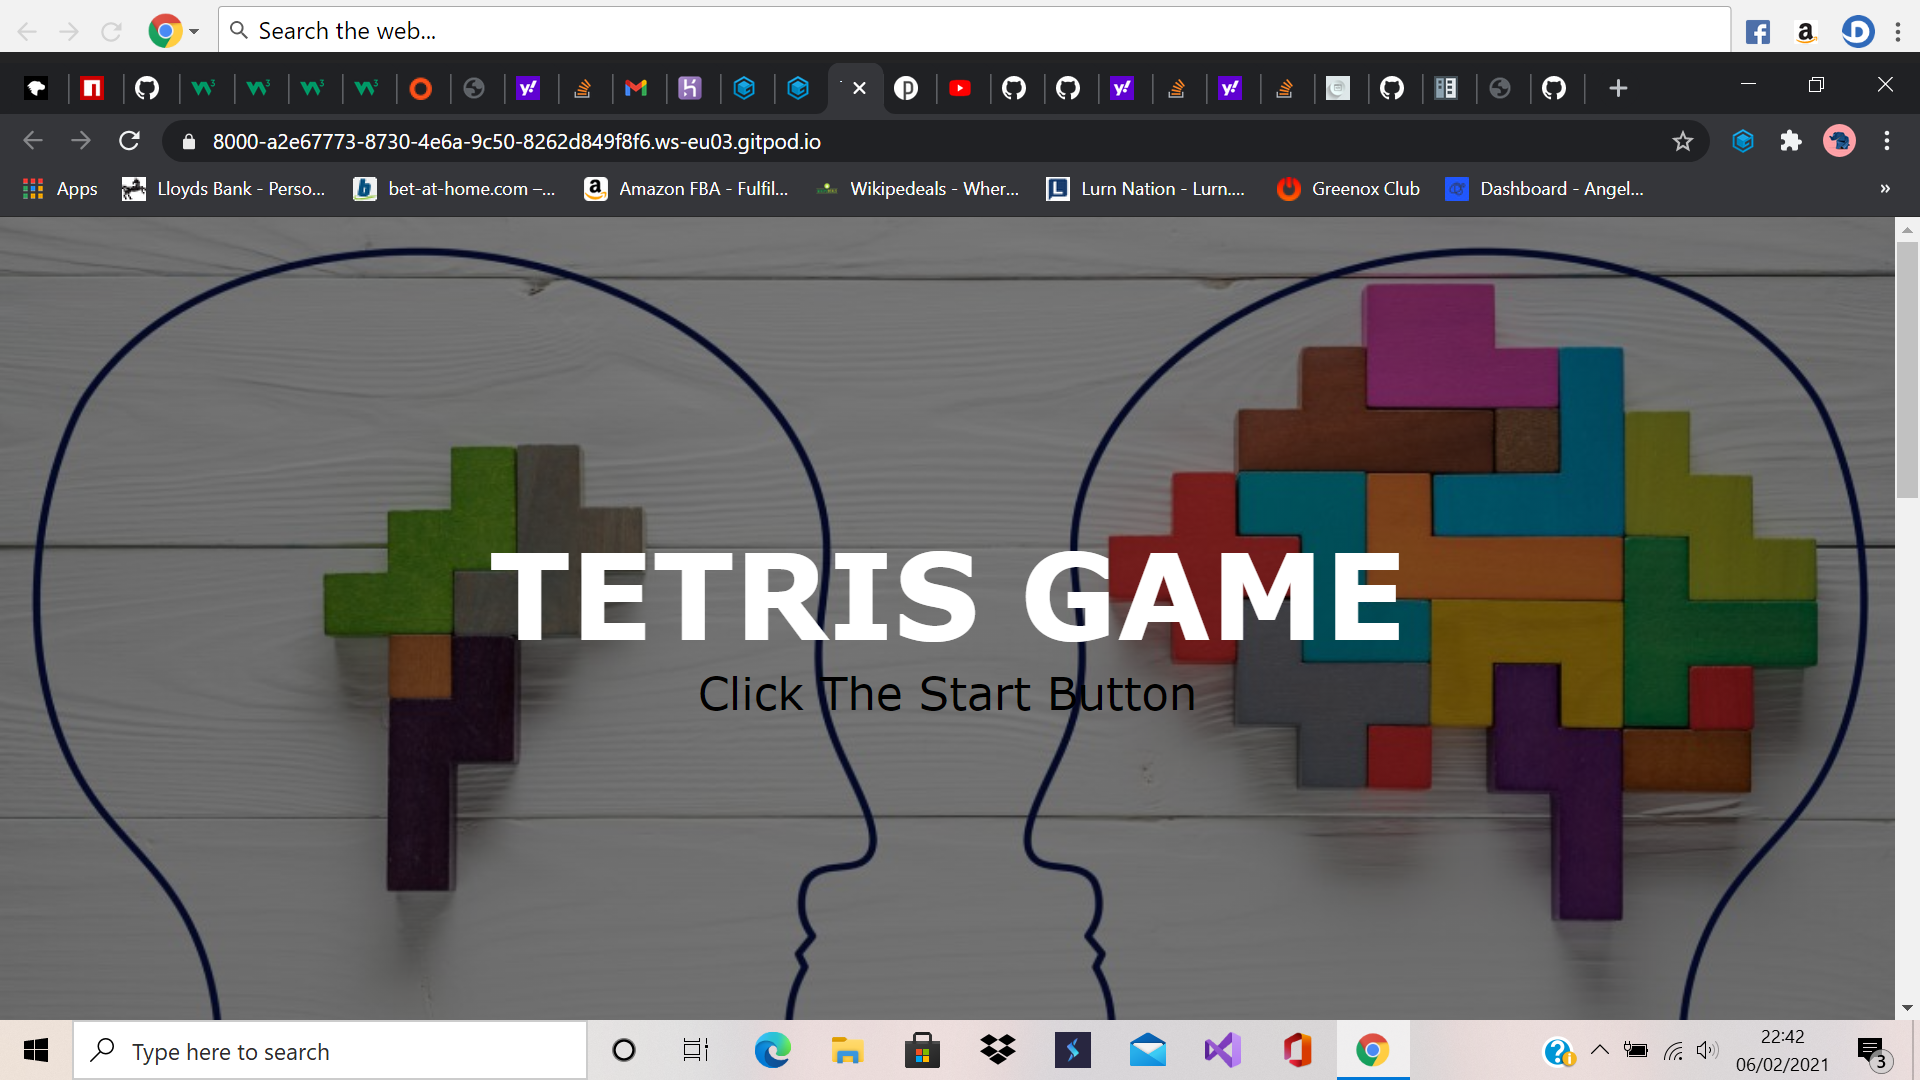 Search the web...
8000-a2e67773-8730-4e6a-9c50-8262d849f8f6.ws-eu03.gitpod.io
Apps Lloyds Bank - Perso... bet-at-home.com –... Amazon FBA - Fulfil... Wikipedeals - Wher... Lurn Nation - Lurn.... Greenox Club Dashboard - Angel... »
TETRIS GAME
Click The Start Button
Type here to search
22:42
06/02/2021
3